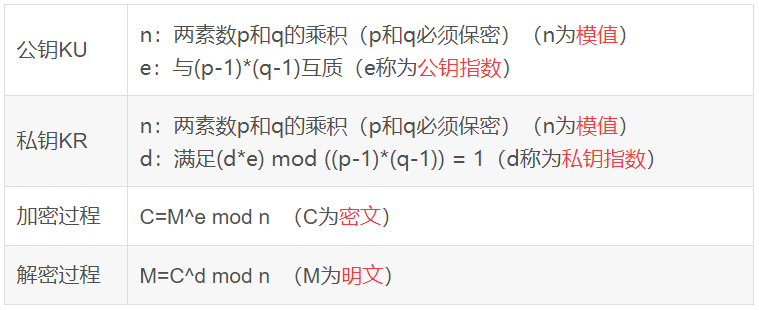 公钥KU
n：两素数p和q的乘积（p和q必须保密）（n为模值）
e：与(p-1)*(q-1)互质（e称为公钥指数）
私钥KR
n：两素数p和q的乘积（p和q必须保密）（n为模值）
d：满足(d*e) mod ((p-1)*(q-1)) = 1（d称为私钥指数）
加密过程
C=M^e mod n （C为密文）
解密过程
M=C^d mod n （M为明文）